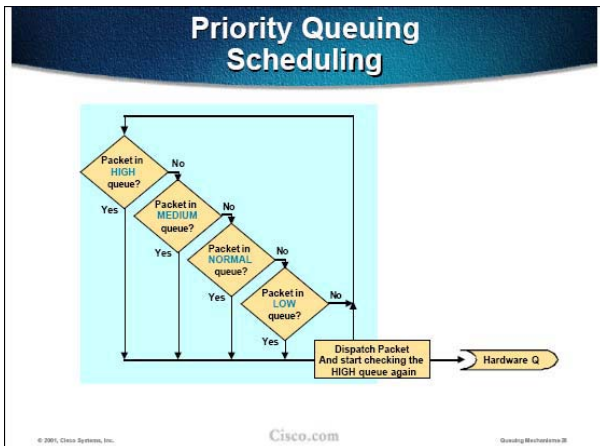 Priority Queuing
Scheduling
Packet in
HIGH
queue?
No
Yes
Packet in
MEDIUM
queue?
No
Yes
Packet in
NORMAL
queue?
No
Yes
Packet in
LOW
queue?
No
Yes
Dispatch Packet
And start checking the
HIGH queue again
Hardware Q
© 2001, Cisco Systems, Inc.
Cisco.com
Queuing Mechanisms-28